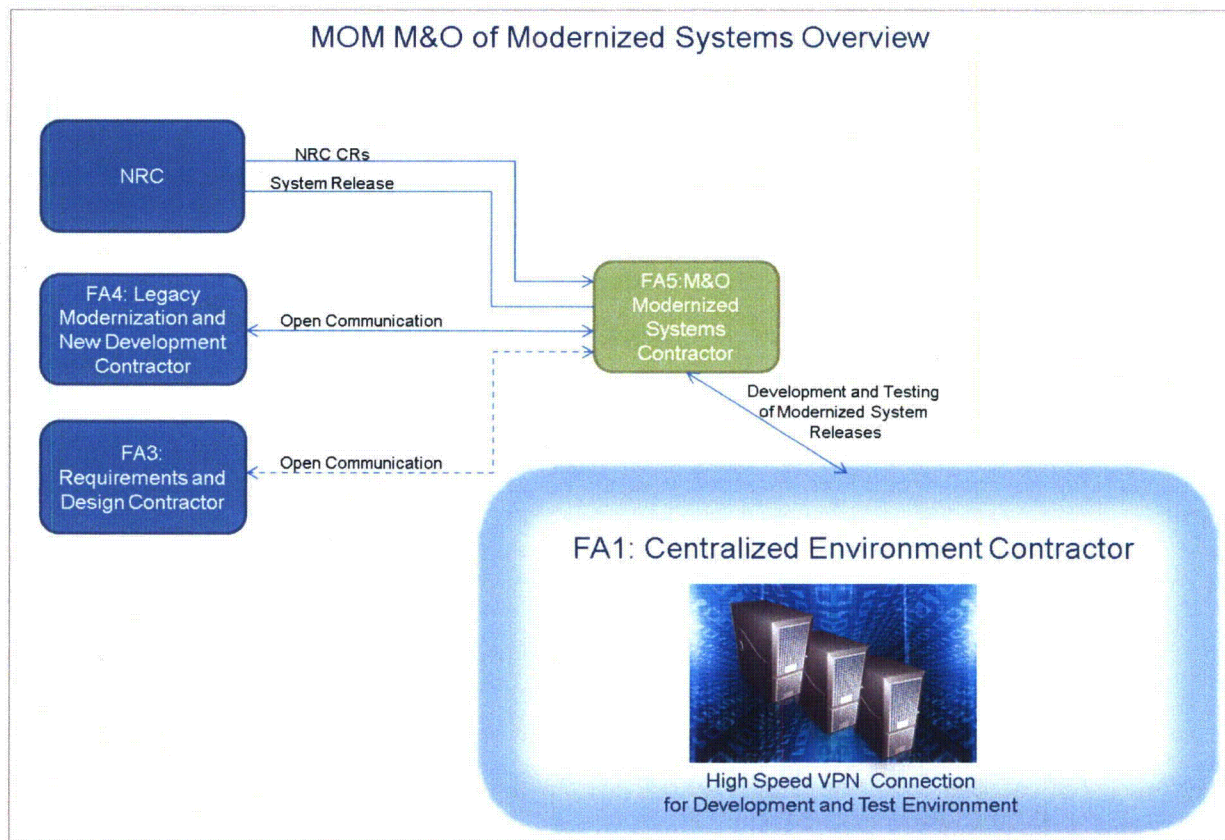 MOM M&O of Modernized Systems Overview
NRC
NRC CRs
System Release
FA4: Legacy
Modernization and
New Development
Contractor
Open Communication
FA5:M&O
Modernized
Systems
Contractor
Development and Testing
of Modernized System
Releases
FA3:
Requirements and
Design Contractor
Open Communication
FA1: Centralized Environment Contractor
High Speed VPN Connection
for Development and Test Environment